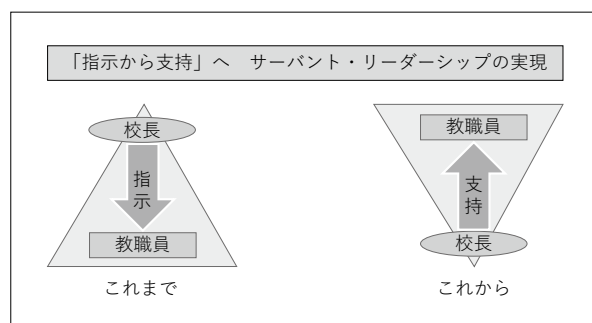 「指示から支持」へ　サーバント・リーダーシップの実現
校長
指示
教職員
これまで
教職員
支持
校長
これから